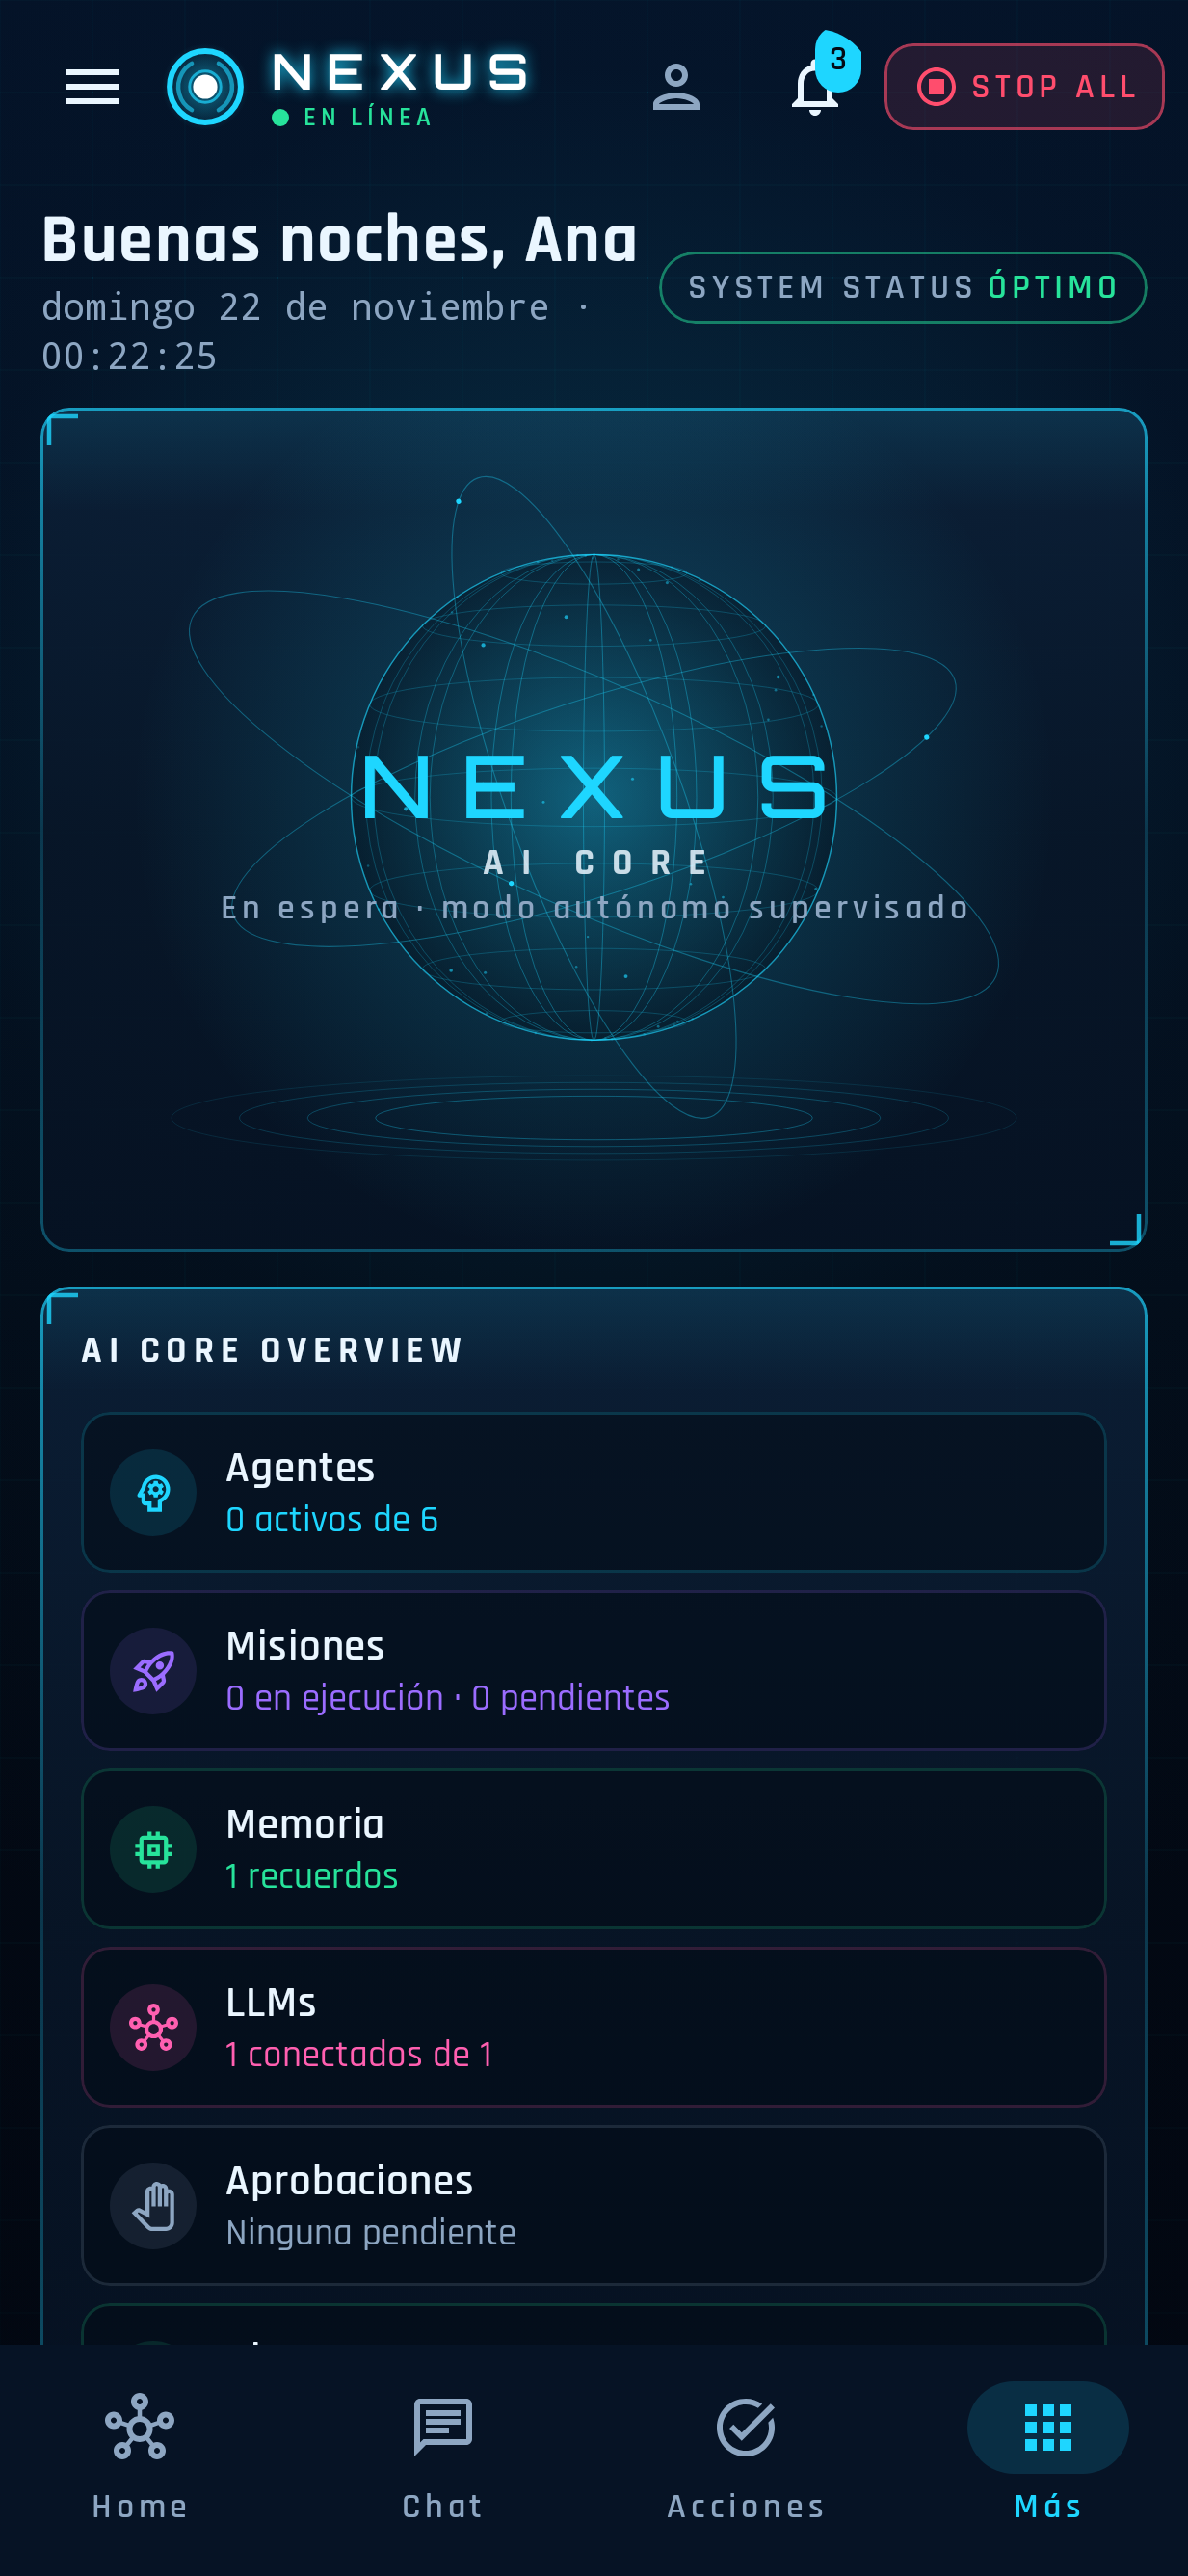 NEXUS
EN LÍNEA
3
STOP ALL
Buenas noches, Ana
domingo 22 de noviembre ·
00:22:25
SYSTEM STATUS ÓPTIMO
NEXUS
AI CORE
En espera · modo autónomo supervisado
AI CORE OVERVIEW
Agentes
0 activos de 6
Misiones
0 en ejecución · 0 pendientes
Memoria
1 recuerdos
LLMs
1 conectados de 1
Aprobaciones
Ninguna pendiente
Home
Chat
Acciones
Más